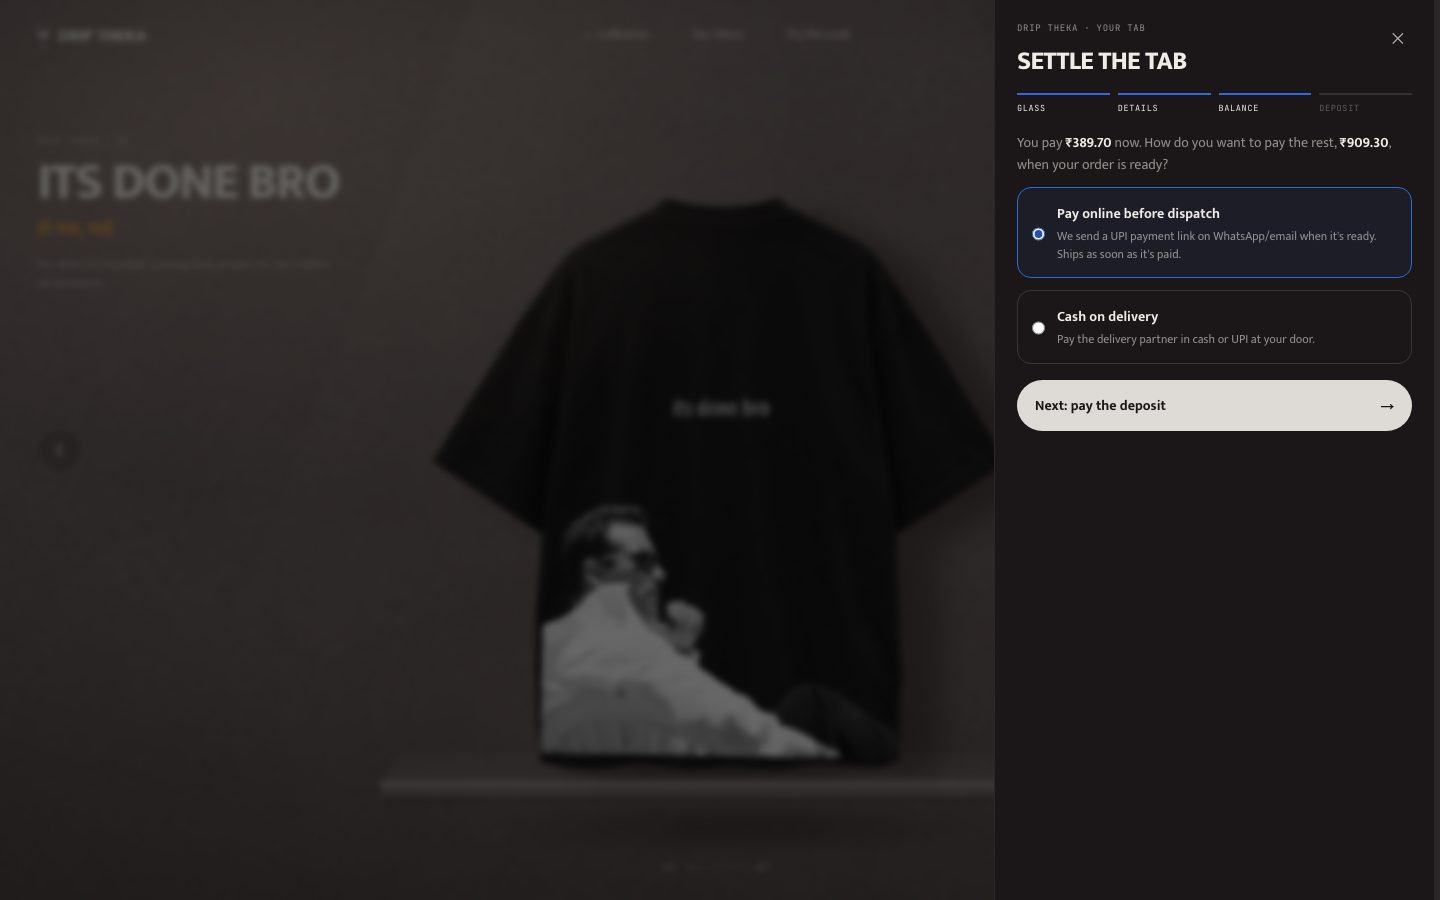 DRIP THEKA
ITS DONE BRO
its done bro
DRIP THEKA · YOUR TAB
SETTLE THE TAB
GLASS
DETAILS
BALANCE
DEPOSIT
You pay ₹389.70 now. How do you want to pay the rest, ₹909.30,
when your order is ready?
Pay online before dispatch
We send a UPI payment link on WhatsApp/email when it's ready.
Ships as soon as it's paid.
Cash on delivery
Pay the delivery partner in cash or UPI at your door.
Next: pay the deposit →